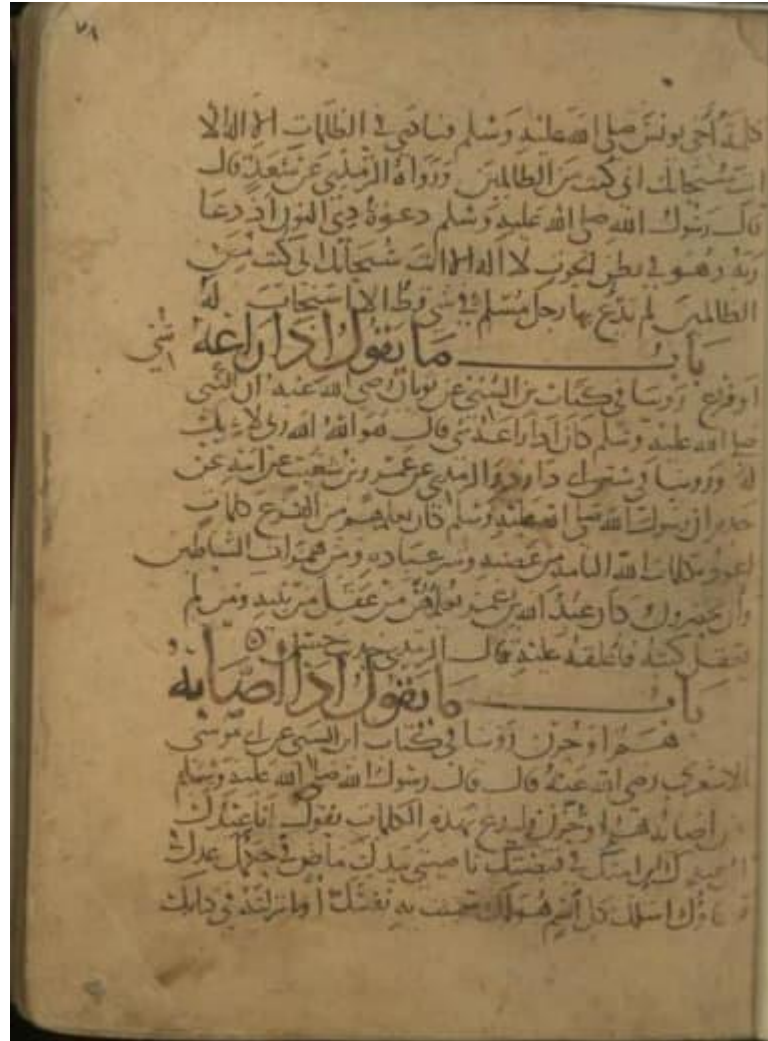 ٧٨
كلمة أخي يونس صلى الله عليه وسلم فنادى في الظلمات لا اله الا
انت سبحانك اني كنت من الظالمين ورواه الترمذي عن سعد قال
قال رسول الله صلى الله عليه وسلم دعوة ذي النون اذ دعا
ربه وهو في بطن الحوت لا اله الا انت سبحانك اني كنت من
الظالمين لم يدع بها رجل مسلم في شيء قط الا استجاب له
باب ما يقول اذا راعه شيء
او فزع روينا في كتاب بن السني عن ثوبان رضي الله عنه ان النبي
صلى الله عليه وسلم كان اذا راعه شي قال هو الله الله ربي لا شريك
له وروينا في سنن ابي داود والترمذي عن عمرو بن شعيب عن ابيه عن
جده ان رسول الله صلى الله عليه وسلم كان يعلمهم من الفزع كلمات
اعوذ بكلمات الله التامة من غضبه وشر عباده ومن همزات الشياطين
وأن يحضرون وكان عبد الله بن عمرو يعلمهن من عقل من بنيه ومن لم
يعقل كتبه فاعلقه عليه قال الترمذي حديث حسن
باب ما يقول اذا اصابه
هم او حزن روينا في كتاب ابن السني عن ابي موسى
الاشعري رضي الله عنه قال قال رسول الله صلى الله عليه وسلم
من اصابه هم او حزن فليدع بهذه الكلمات يقول انا عبدك
ابن عبدك ابن امتك في قبضتك ناصيتي بيدك ماض في حكمك عدل
قضاؤك اسلك بكل اسم هو لك سميت به نفسك او انزلته في كتابك